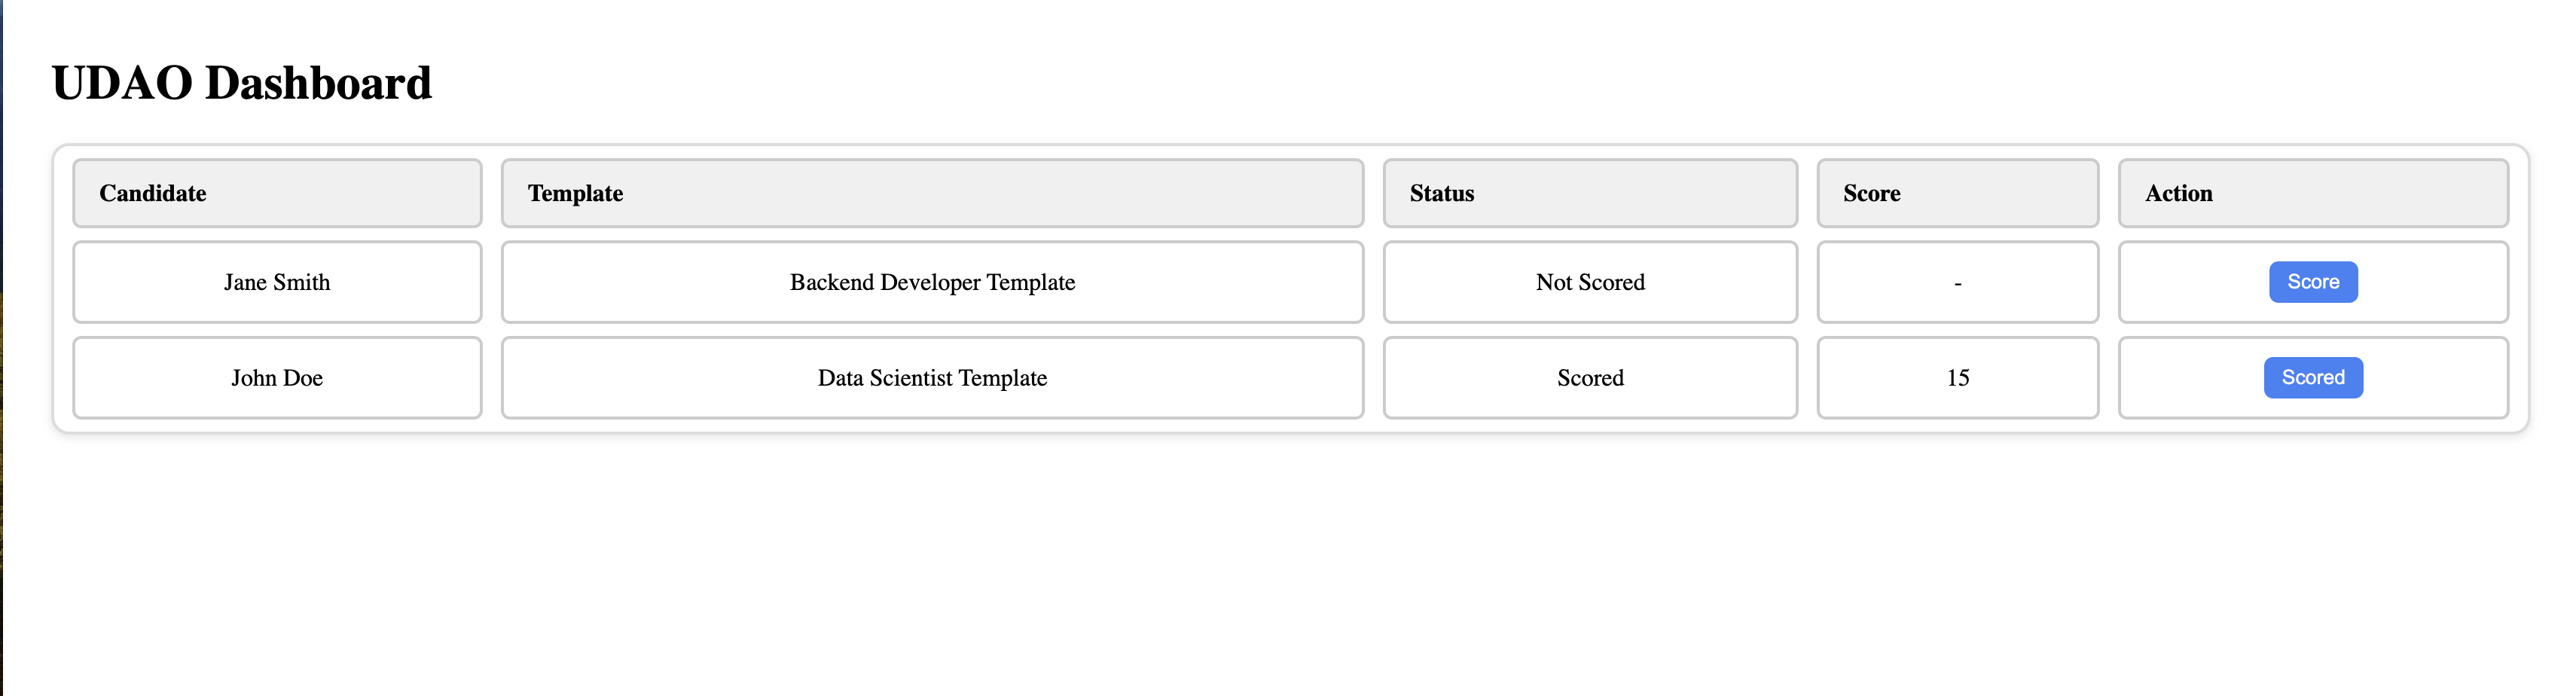 UDAO Dashboard
Candidate Template Status Score Action
Jane Smith Backend Developer Template Not Scored - Score
John Doe Data Scientist Template Scored 15 Scored